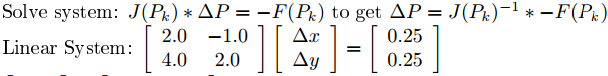 Solve system: J(P_k) * ΔP = −F(P_k) to get ΔP = J(P_k)^{−1} * −F(P_k)
Linear System: [ 2.0 −1.0 ; 4.0 2.0 ] [ Δx ; Δy ] = [ 0.25 ; 0.25 ]